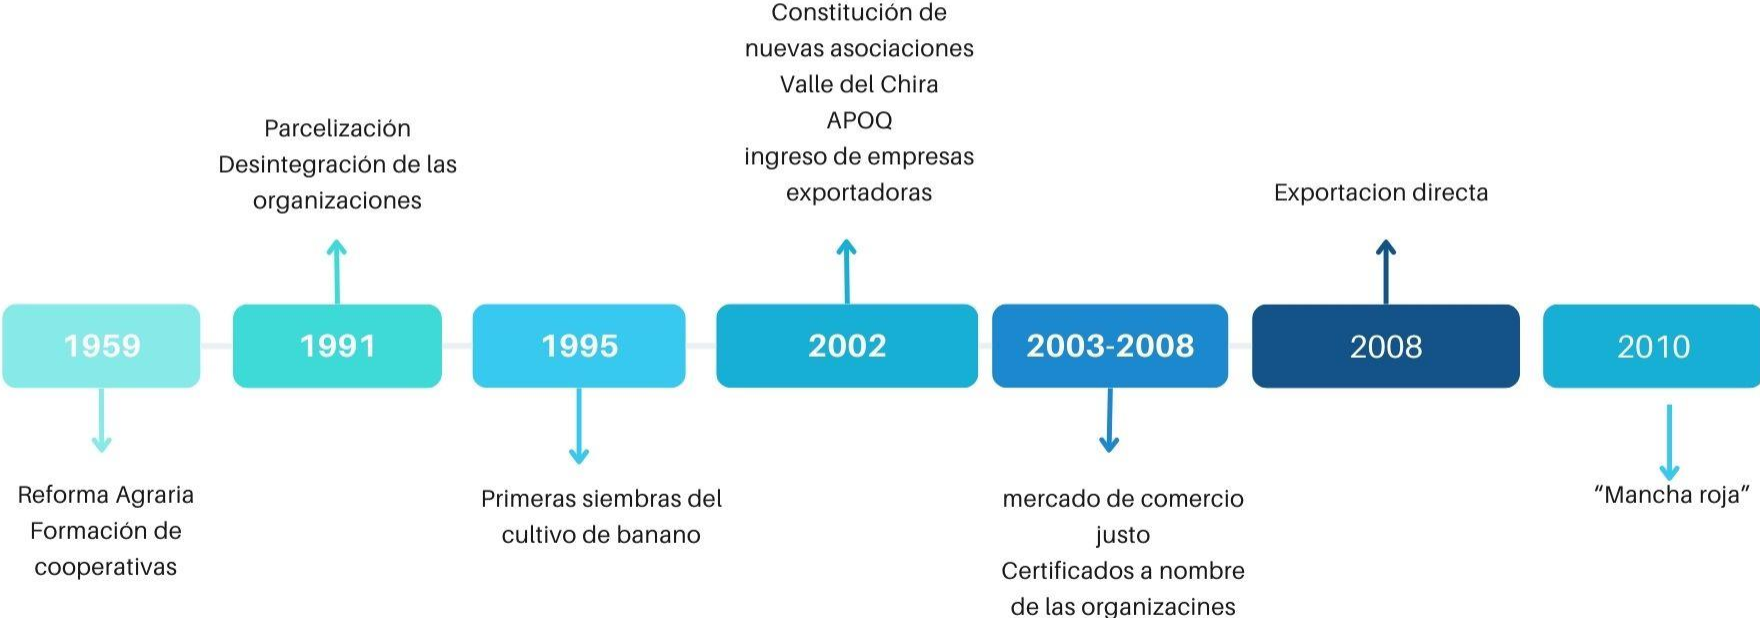 Constitución de
nuevas asociaciones
Valle del Chira
APOQ
ingreso de empresas
exportadoras
Parcelización
Desintegración de las
organizaciones
Exportacion directa
1959
1991
1995
2002
2003-2008
2008
2010
Reforma Agraria
Formación de
cooperativas
Primeras siembras del
cultivo de banano
mercado de comercio
justo
Certificados a nombre
de las organizacines
“Mancha roja”